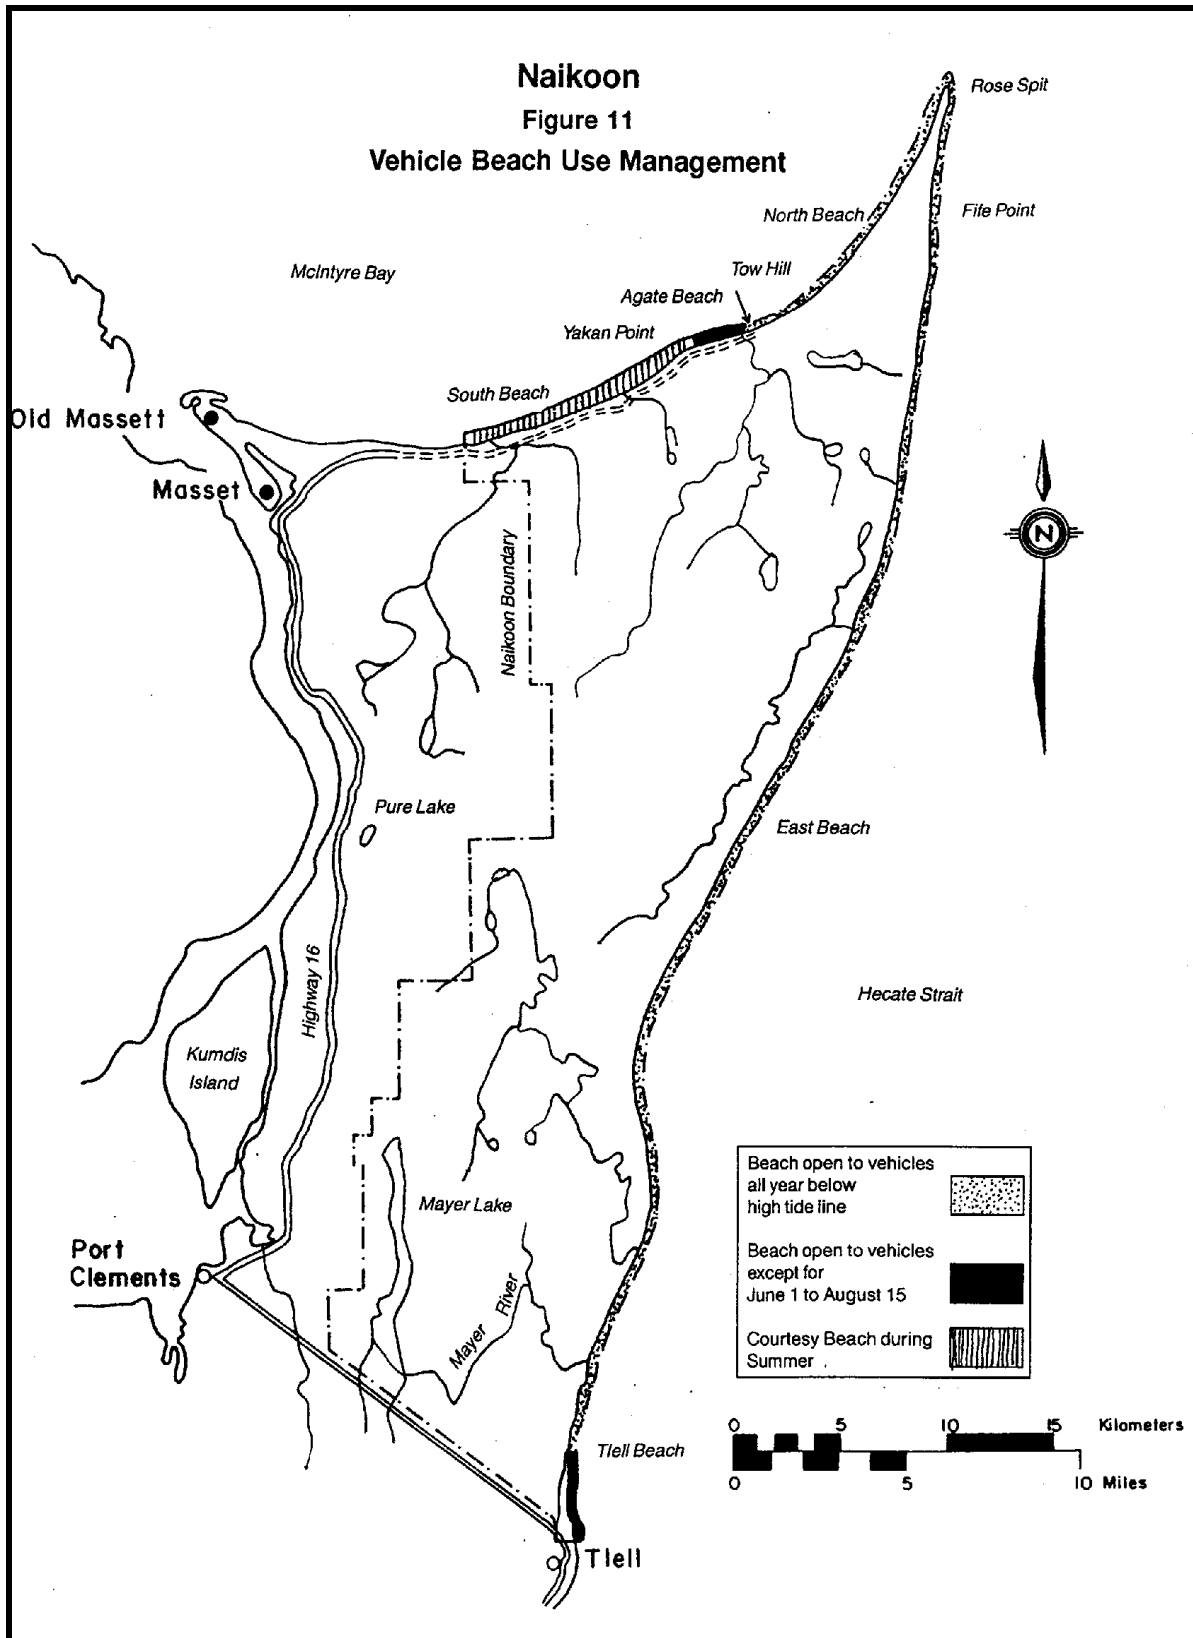 Naikoon
Figure 11
Vehicle Beach Use Management
Rose Spit
North Beach
Fife Point
McIntyre Bay
Tow Hill
Agate Beach
Yakan Point
South Beach
Old Massett
Masset
N
Naikoon Boundary
Pure Lake
East Beach
Highway 16
Hecate Strait
Kumdis
Island
Mayer Lake
Port
Clements
Mayer River
Tlell Beach
Tlell
Beach open to vehicles
all year below
high tide line
Beach open to vehicles
except for
June 1 to August 15
Courtesy Beach during
Summer
0 5 10 15 Kilometers
0 5 10 Miles